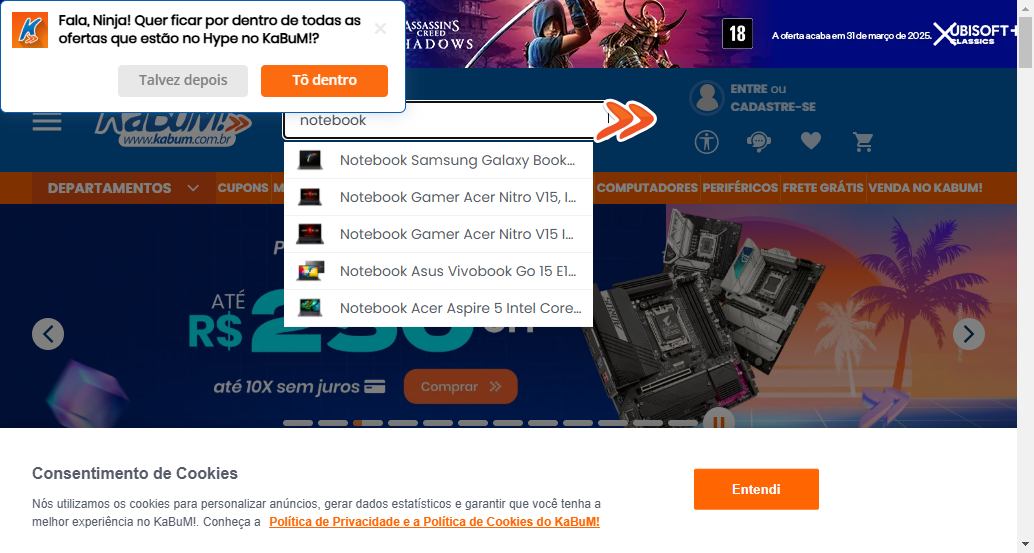 Fala, Ninja! Quer ficar por dentro de todas as
ofertas que estão no Hype no KaBuM!?
Talvez depois
Tô dentro
ASSASSINS
CREED
SHADOWS
18
A oferta acaba em 31 de março de 2025.
UBISOFT+
CLASSICS
KaBuM!
www.kabum.com.br
notebook
ENTRE ou
CADASTRE-SE
Notebook Samsung Galaxy Book...
Notebook Gamer Acer Nitro V15, I...
Notebook Gamer Acer Nitro V15 I...
Notebook Asus Vivobook Go 15 E1...
Notebook Acer Aspire 5 Intel Core...
DEPARTAMENTOS
CUPONS
COMPUTADORES
PERIFÉRICOS
FRETE GRÁTIS
VENDA NO KABUM!
ATÉ
R$
até 10X sem juros
Comprar
Consentimento de Cookies
Nós utilizamos os cookies para personalizar anúncios, gerar dados estatísticos e garantir que você tenha a
melhor experiência no KaBuM!. Conheça a Política de Privacidade e a Política de Cookies do KaBuM!
Entendi